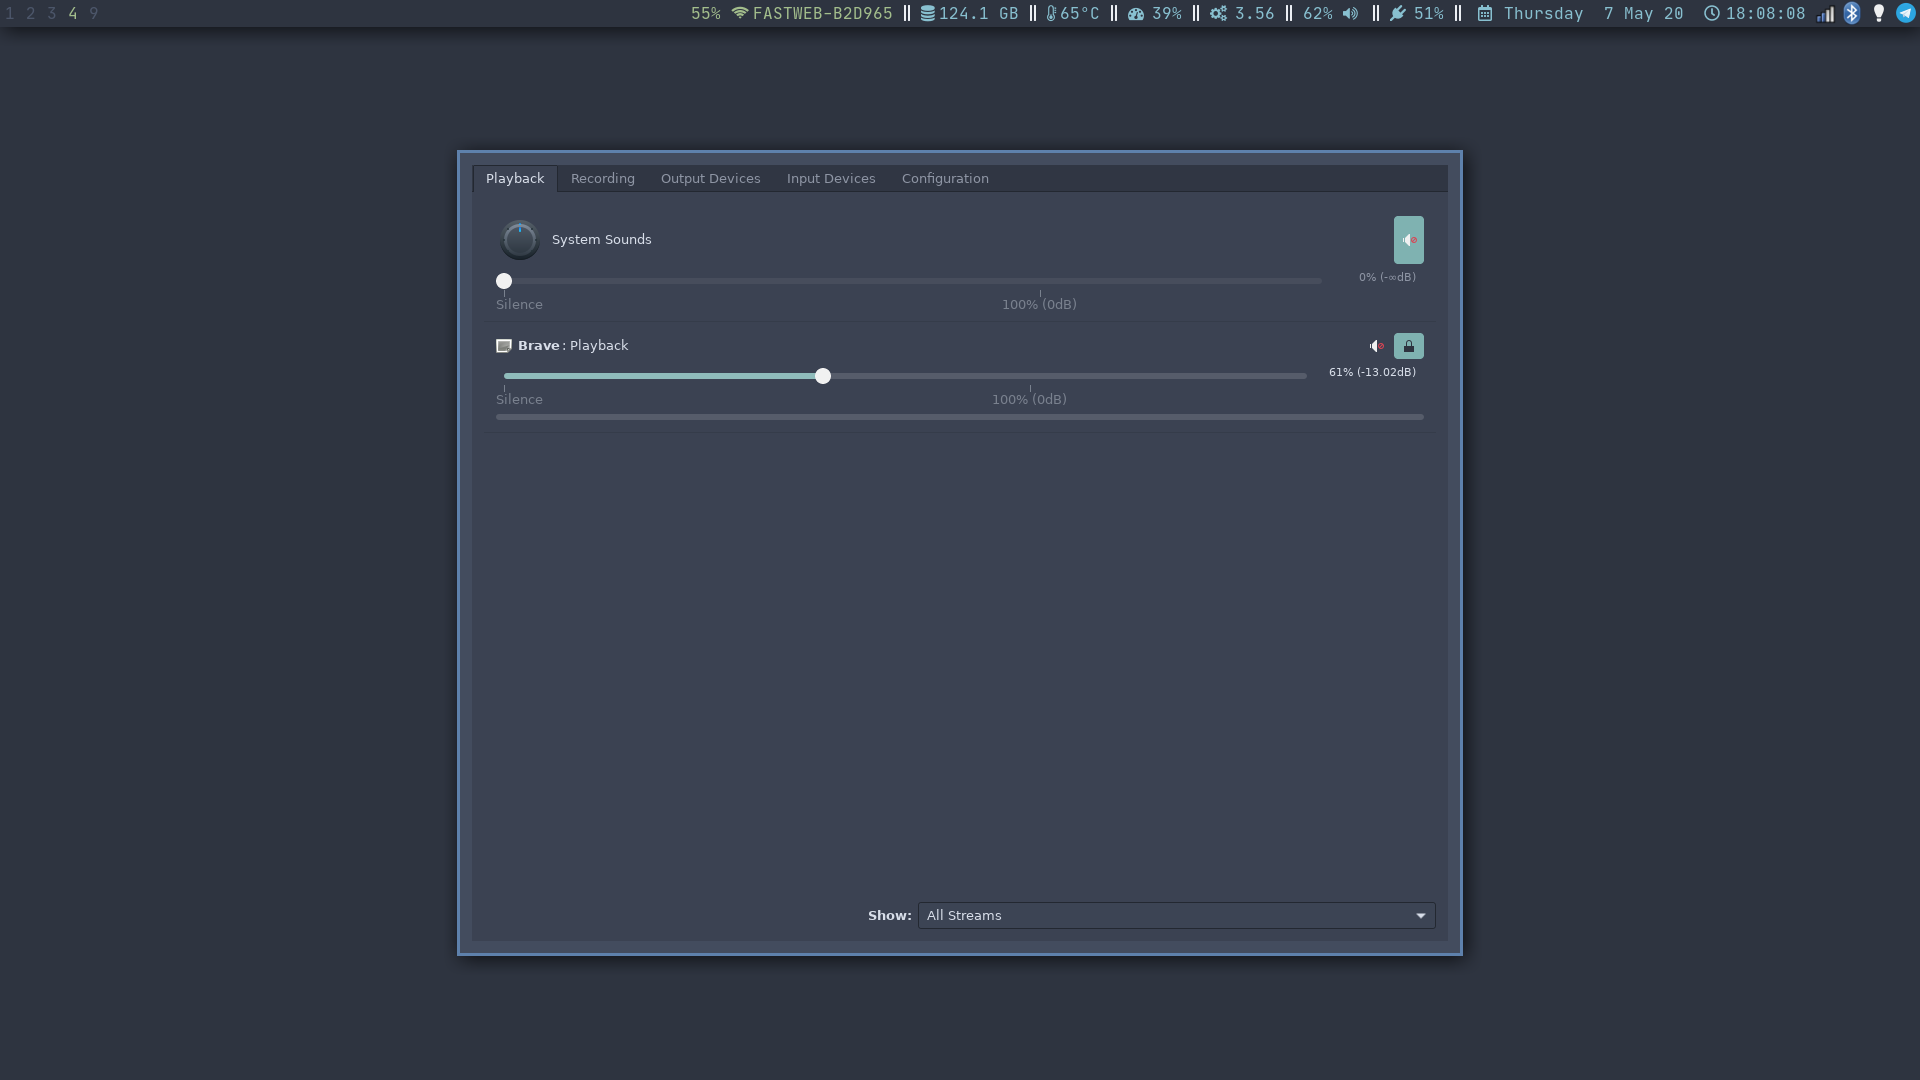 1 2 3 4 9 55% FASTWEB-B2D965 || 124.1 GB || 65°C || 39% || 3.56 || 62% || 51% || Thursday 7 May 20 18:08:08
Playback Recording Output Devices Input Devices Configuration
System Sounds
0% (-∞dB)
Silence 100% (0dB)
Brave: Playback
61% (-13.02dB)
Silence 100% (0dB)
Show: All Streams